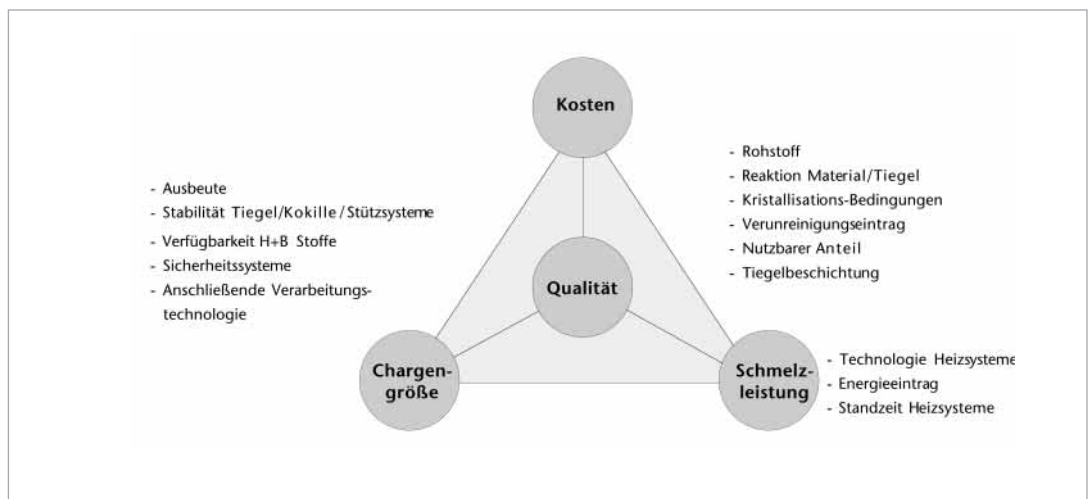 Kosten
- Rohstoff
- Reaktion Material/Tiegel
- Kristallisations-Bedingungen
- Verunreinigungseintrag
- Nutzbarer Anteil
- Tiegelbeschichtung
- Ausbeute
- Stabilität Tiegel/Kokille/Stützsysteme
- Verfügbarkeit H+B Stoffe
- Sicherheitssysteme
- Anschließende Verarbeitungs-
technologie
Qualität
Chargen-
größe
Schmelz-
leistung
- Technologie Heizsysteme
- Energieeintrag
- Standzeit Heizsysteme